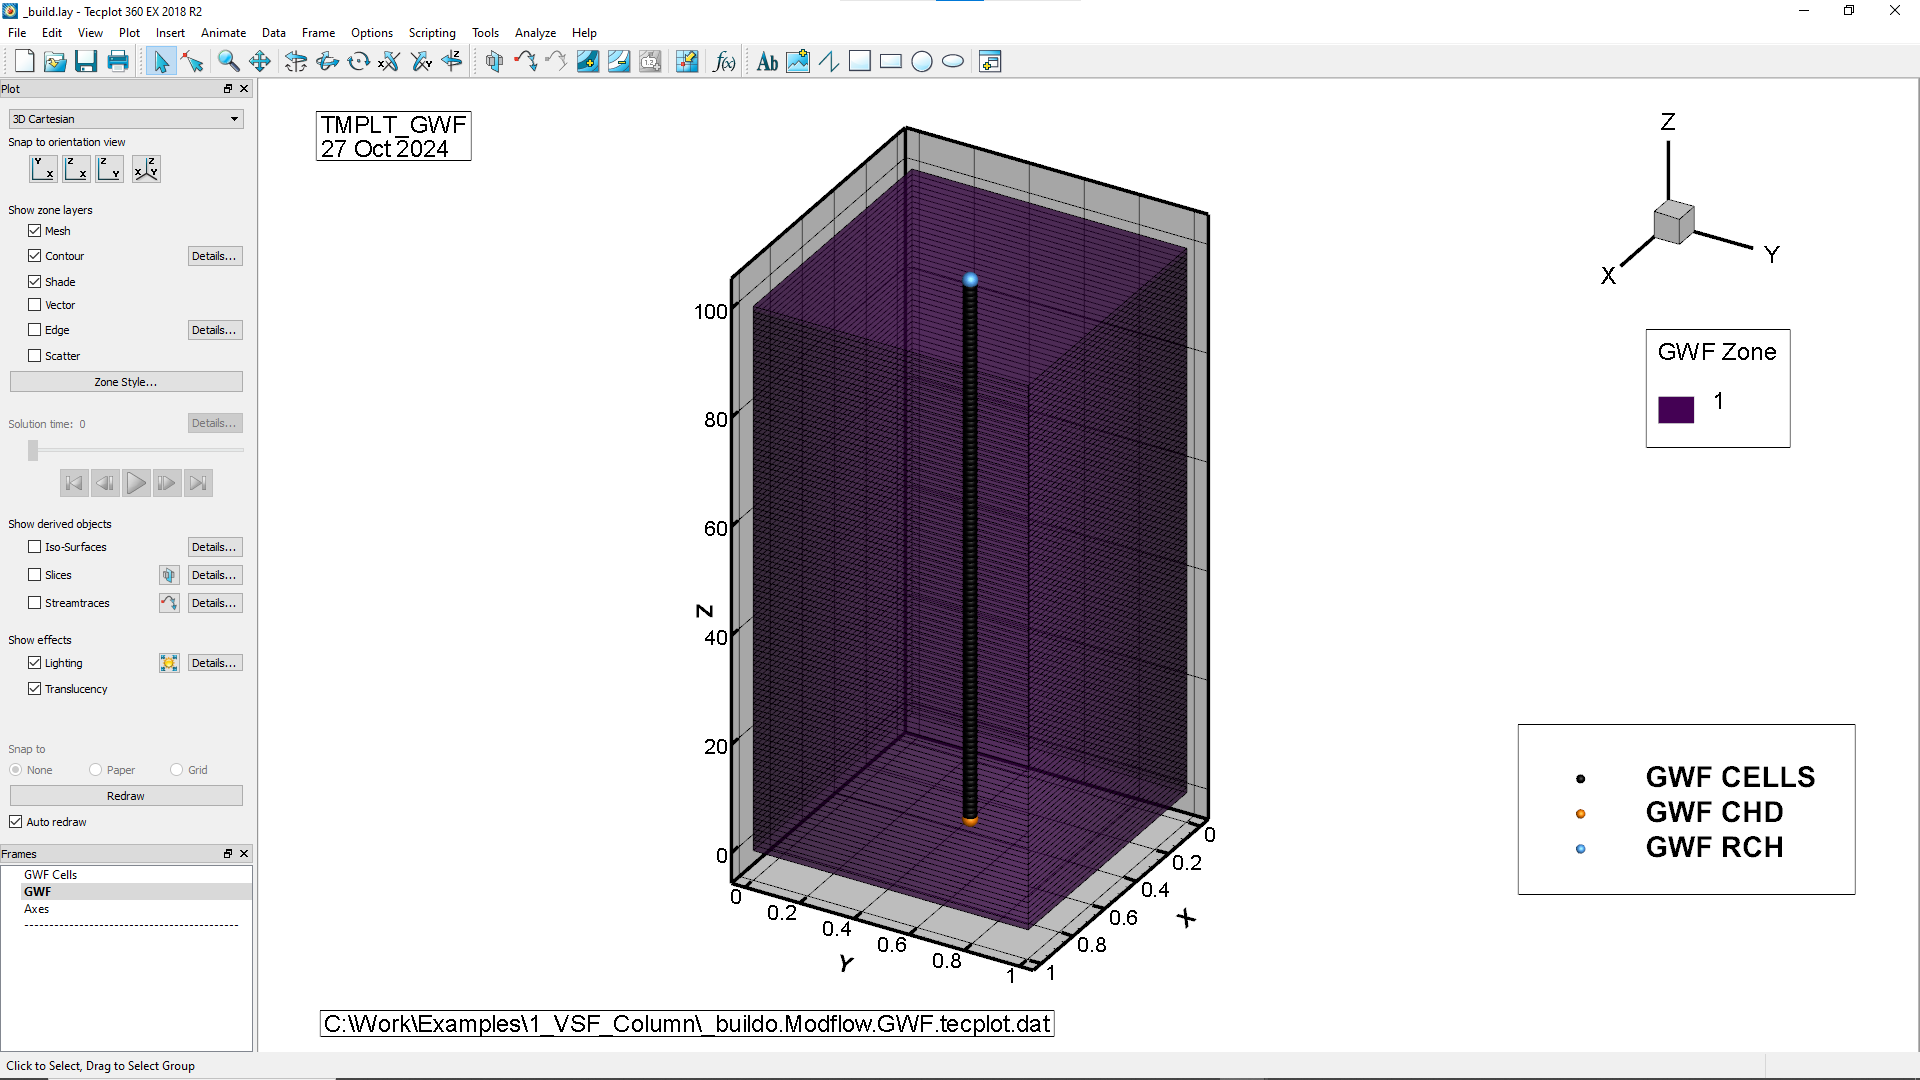 _build.lay - Tecplot 360 EX 2018 R2
File Edit View Plot Insert Animate Data Frame Options Scripting Tools Analyze Help
Plot
3D Cartesian
Snap to orientation view
Show zone layers
Mesh
Contour Details...
Shade
Vector
Edge Details...
Scatter
Zone Style...
Solution time: 0 Details...
Show derived objects
Iso-Surfaces Details...
Slices Details...
Streamtraces Details...
Show effects
Lighting Details...
Translucency
Snap to
None Paper Grid
Redraw
Auto redraw
Frames
GWF Cells
GWF
Axes
TMPLT_GWF
27 Oct 2024
100
80
60
Z
40
20
0
0 0.2 0.4 0.6 0.8 1
Y
0
0.2
0.4
0.6
0.8
1
X
Z
Y
X
GWF Zone
1
GWF CELLS
GWF CHD
GWF RCH
C:\Work\Examples\1_VSF_Column\_buildo.Modflow.GWF.tecplot.dat
Click to Select, Drag to Select Group